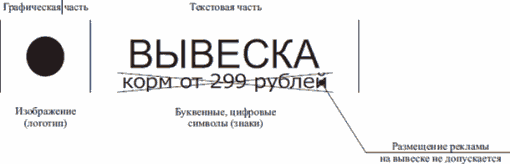 Графическая часть
Текстовая часть
ВЫВЕСКА
корм от 299 рублей
Изображение
(логотип)
Буквенные, цифровые
символы (знаки)
Размещение рекламы
на вывеске не допускается